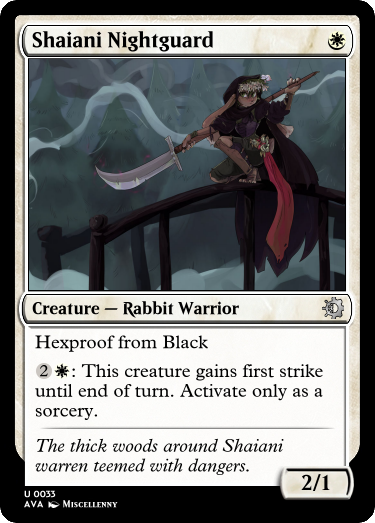 Shaiani Nightguard
Creature — Rabbit Warrior
Hexproof from Black
2: This creature gains first strike
until end of turn. Activate only as a
sorcery.
The thick woods around Shaiani
warren teemed with dangers.
2/1
U 0033
AVA Miscellenny